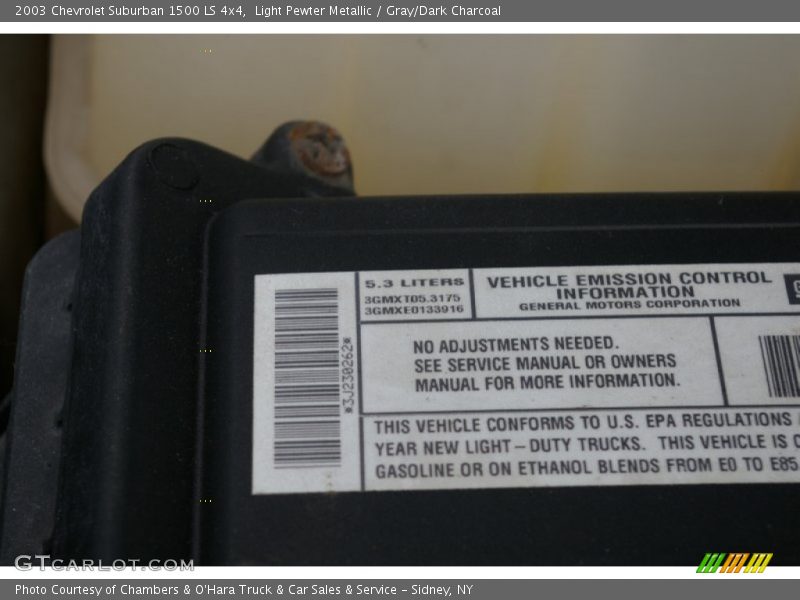 2003 Chevrolet Suburban 1500 LS 4x4, Light Pewter Metallic / Gray/Dark Charcoal
5.3 LITERS
3GMXT05.3175
3GMXE0133916
VEHICLE EMISSION CONTROL
INFORMATION
GENERAL MOTORS CORPORATION
*3J230262*
NO ADJUSTMENTS NEEDED.
SEE SERVICE MANUAL OR OWNERS
MANUAL FOR MORE INFORMATION.
THIS VEHICLE CONFORMS TO U.S. EPA REGULATIONS
YEAR NEW LIGHT-DUTY TRUCKS. THIS VEHICLE IS
GASOLINE OR ON ETHANOL BLENDS FROM E0 TO E85.
GTCARLOT.COM
Photo Courtesy of Chambers & O'Hara Truck & Car Sales & Service - Sidney, NY